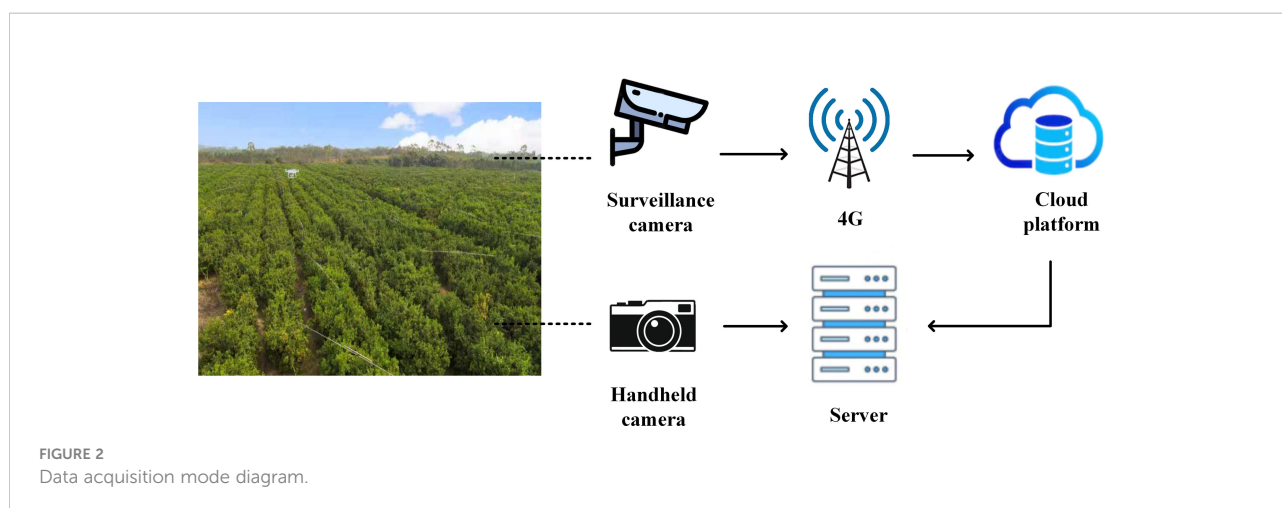 Surveillance
camera
4G
Cloud
platform
Handheld
camera
Server
FIGURE 2
Data acquisition mode diagram.